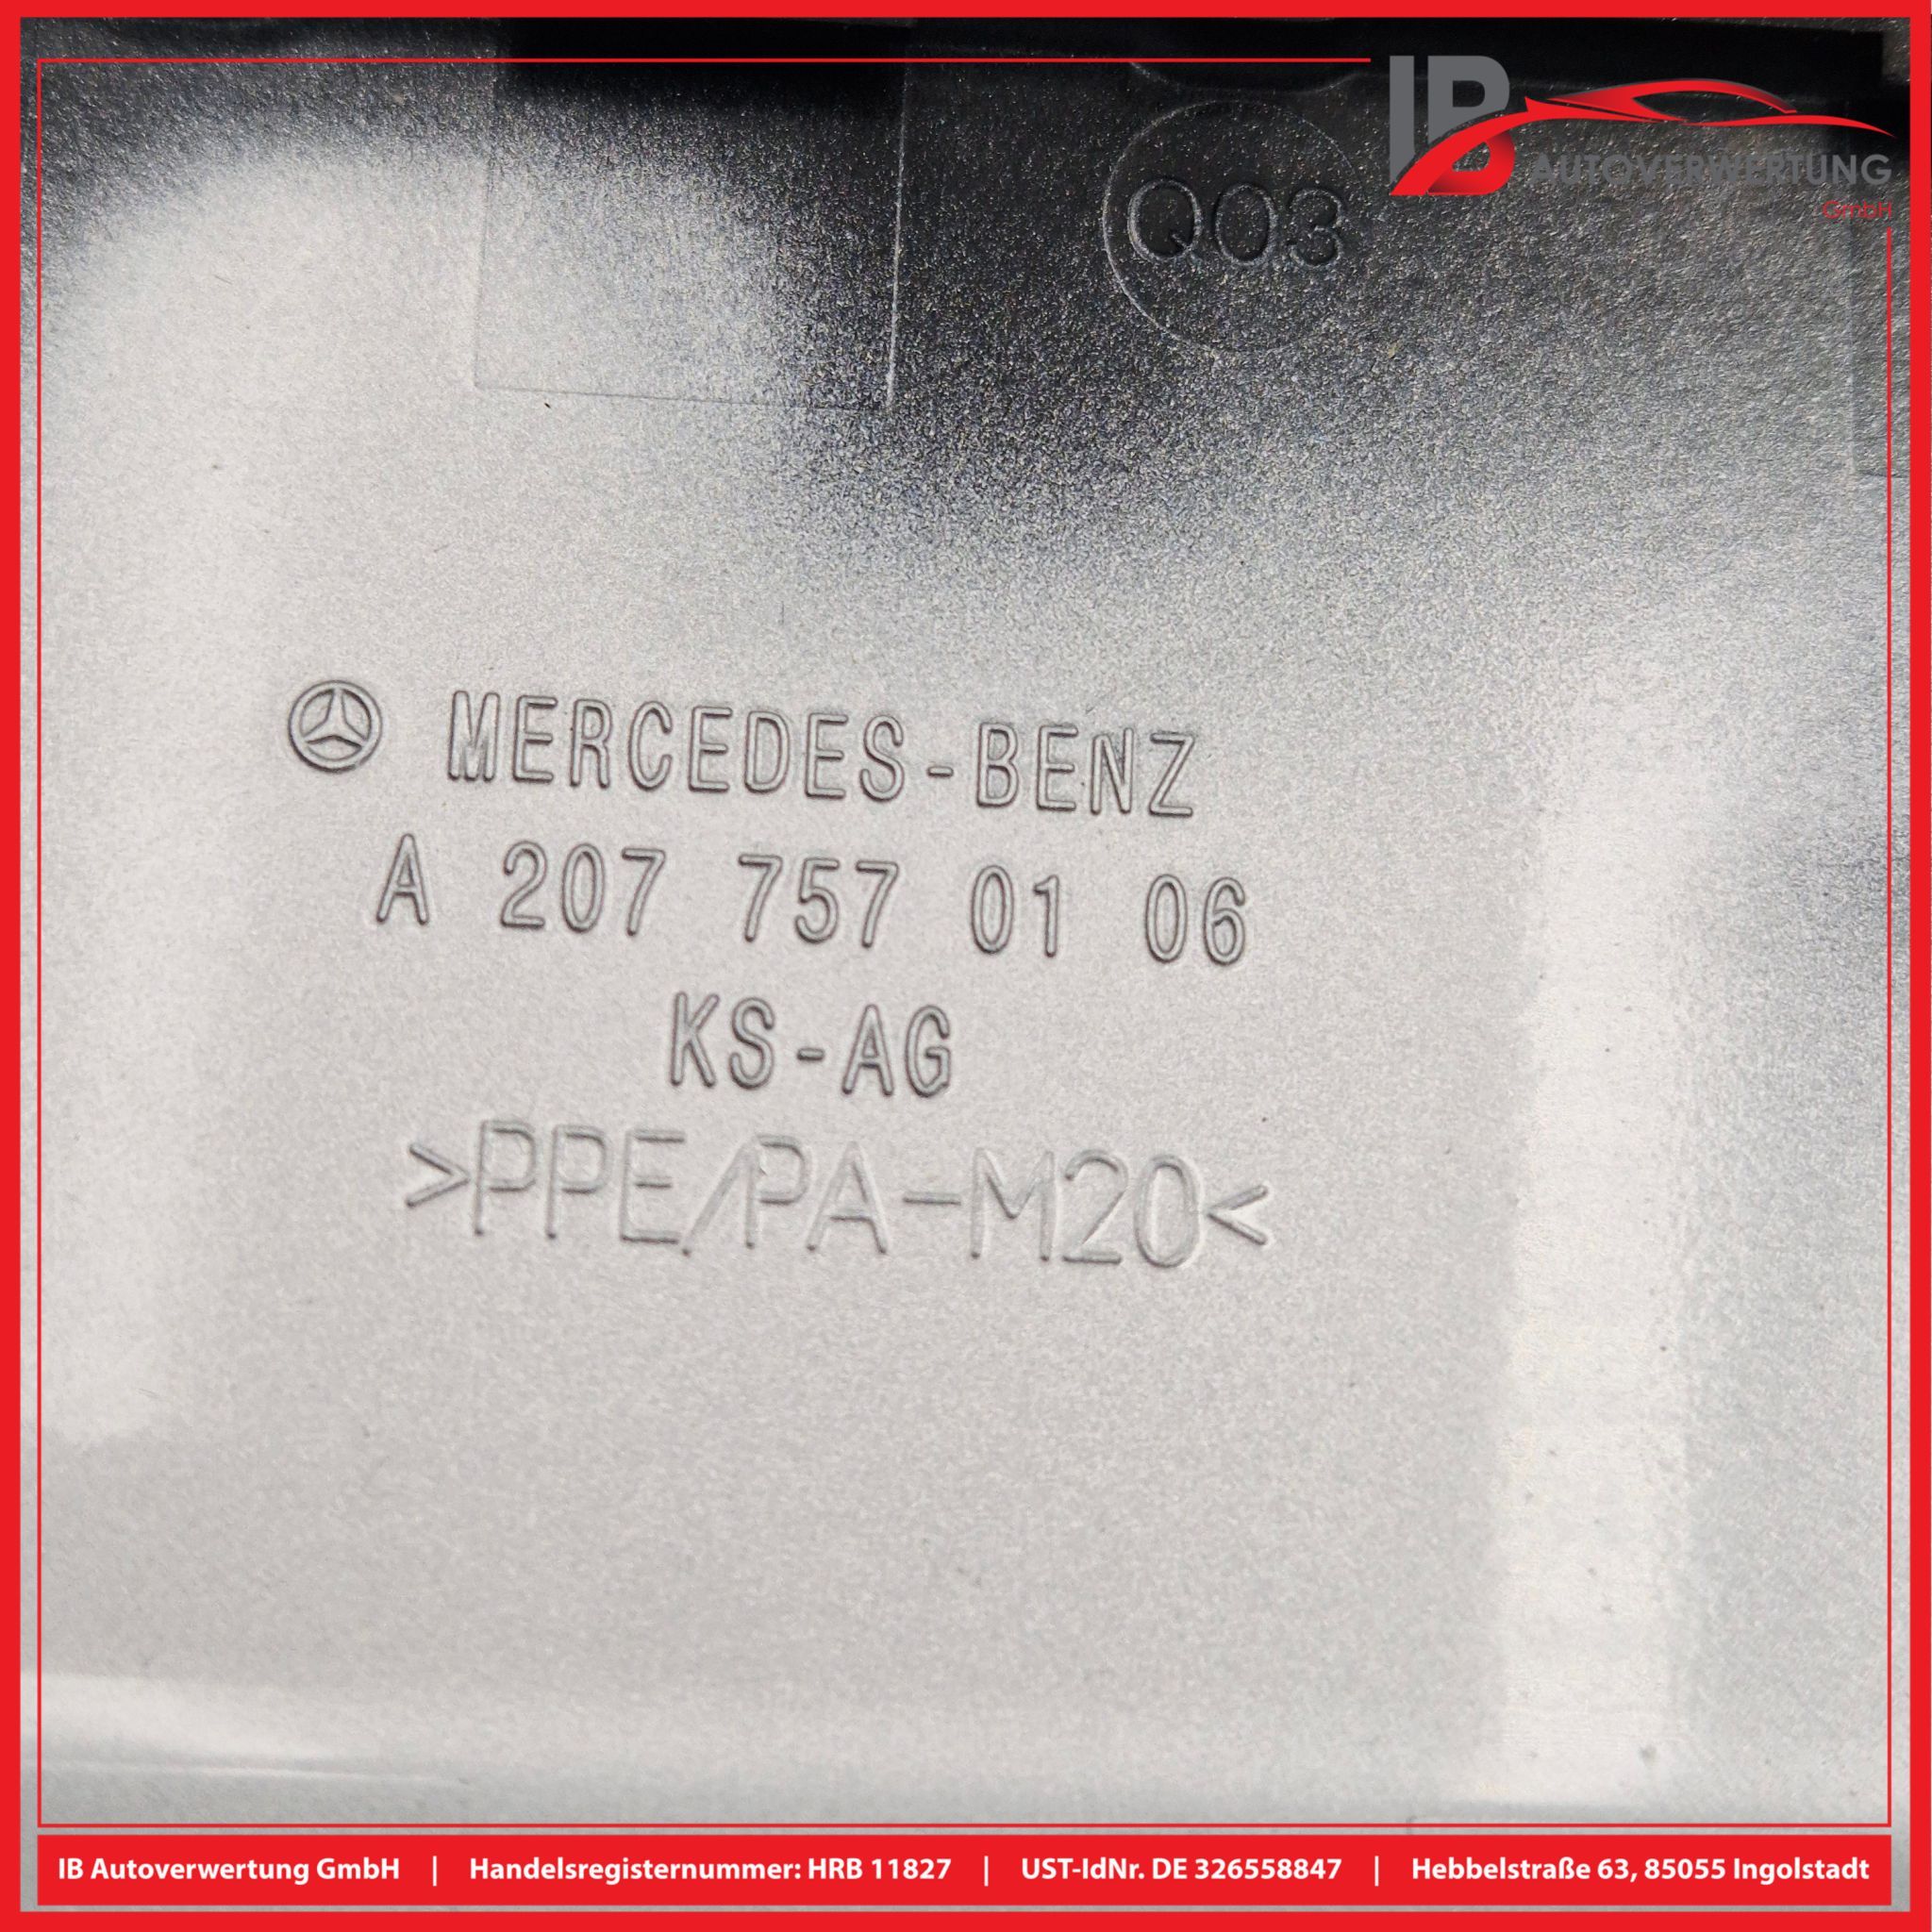 IB
AUTOVERWERTUNG
GmbH
Q03
MERCEDES-BENZ
A 207 757 01 06
KS-AG
>PPE/PA-M20<
IB Autoverwertung GmbH | Handelsregisternummer: HRB 11827 | UST-IdNr. DE 326558847 | Hebbelstraße 63, 85055 Ingolstadt